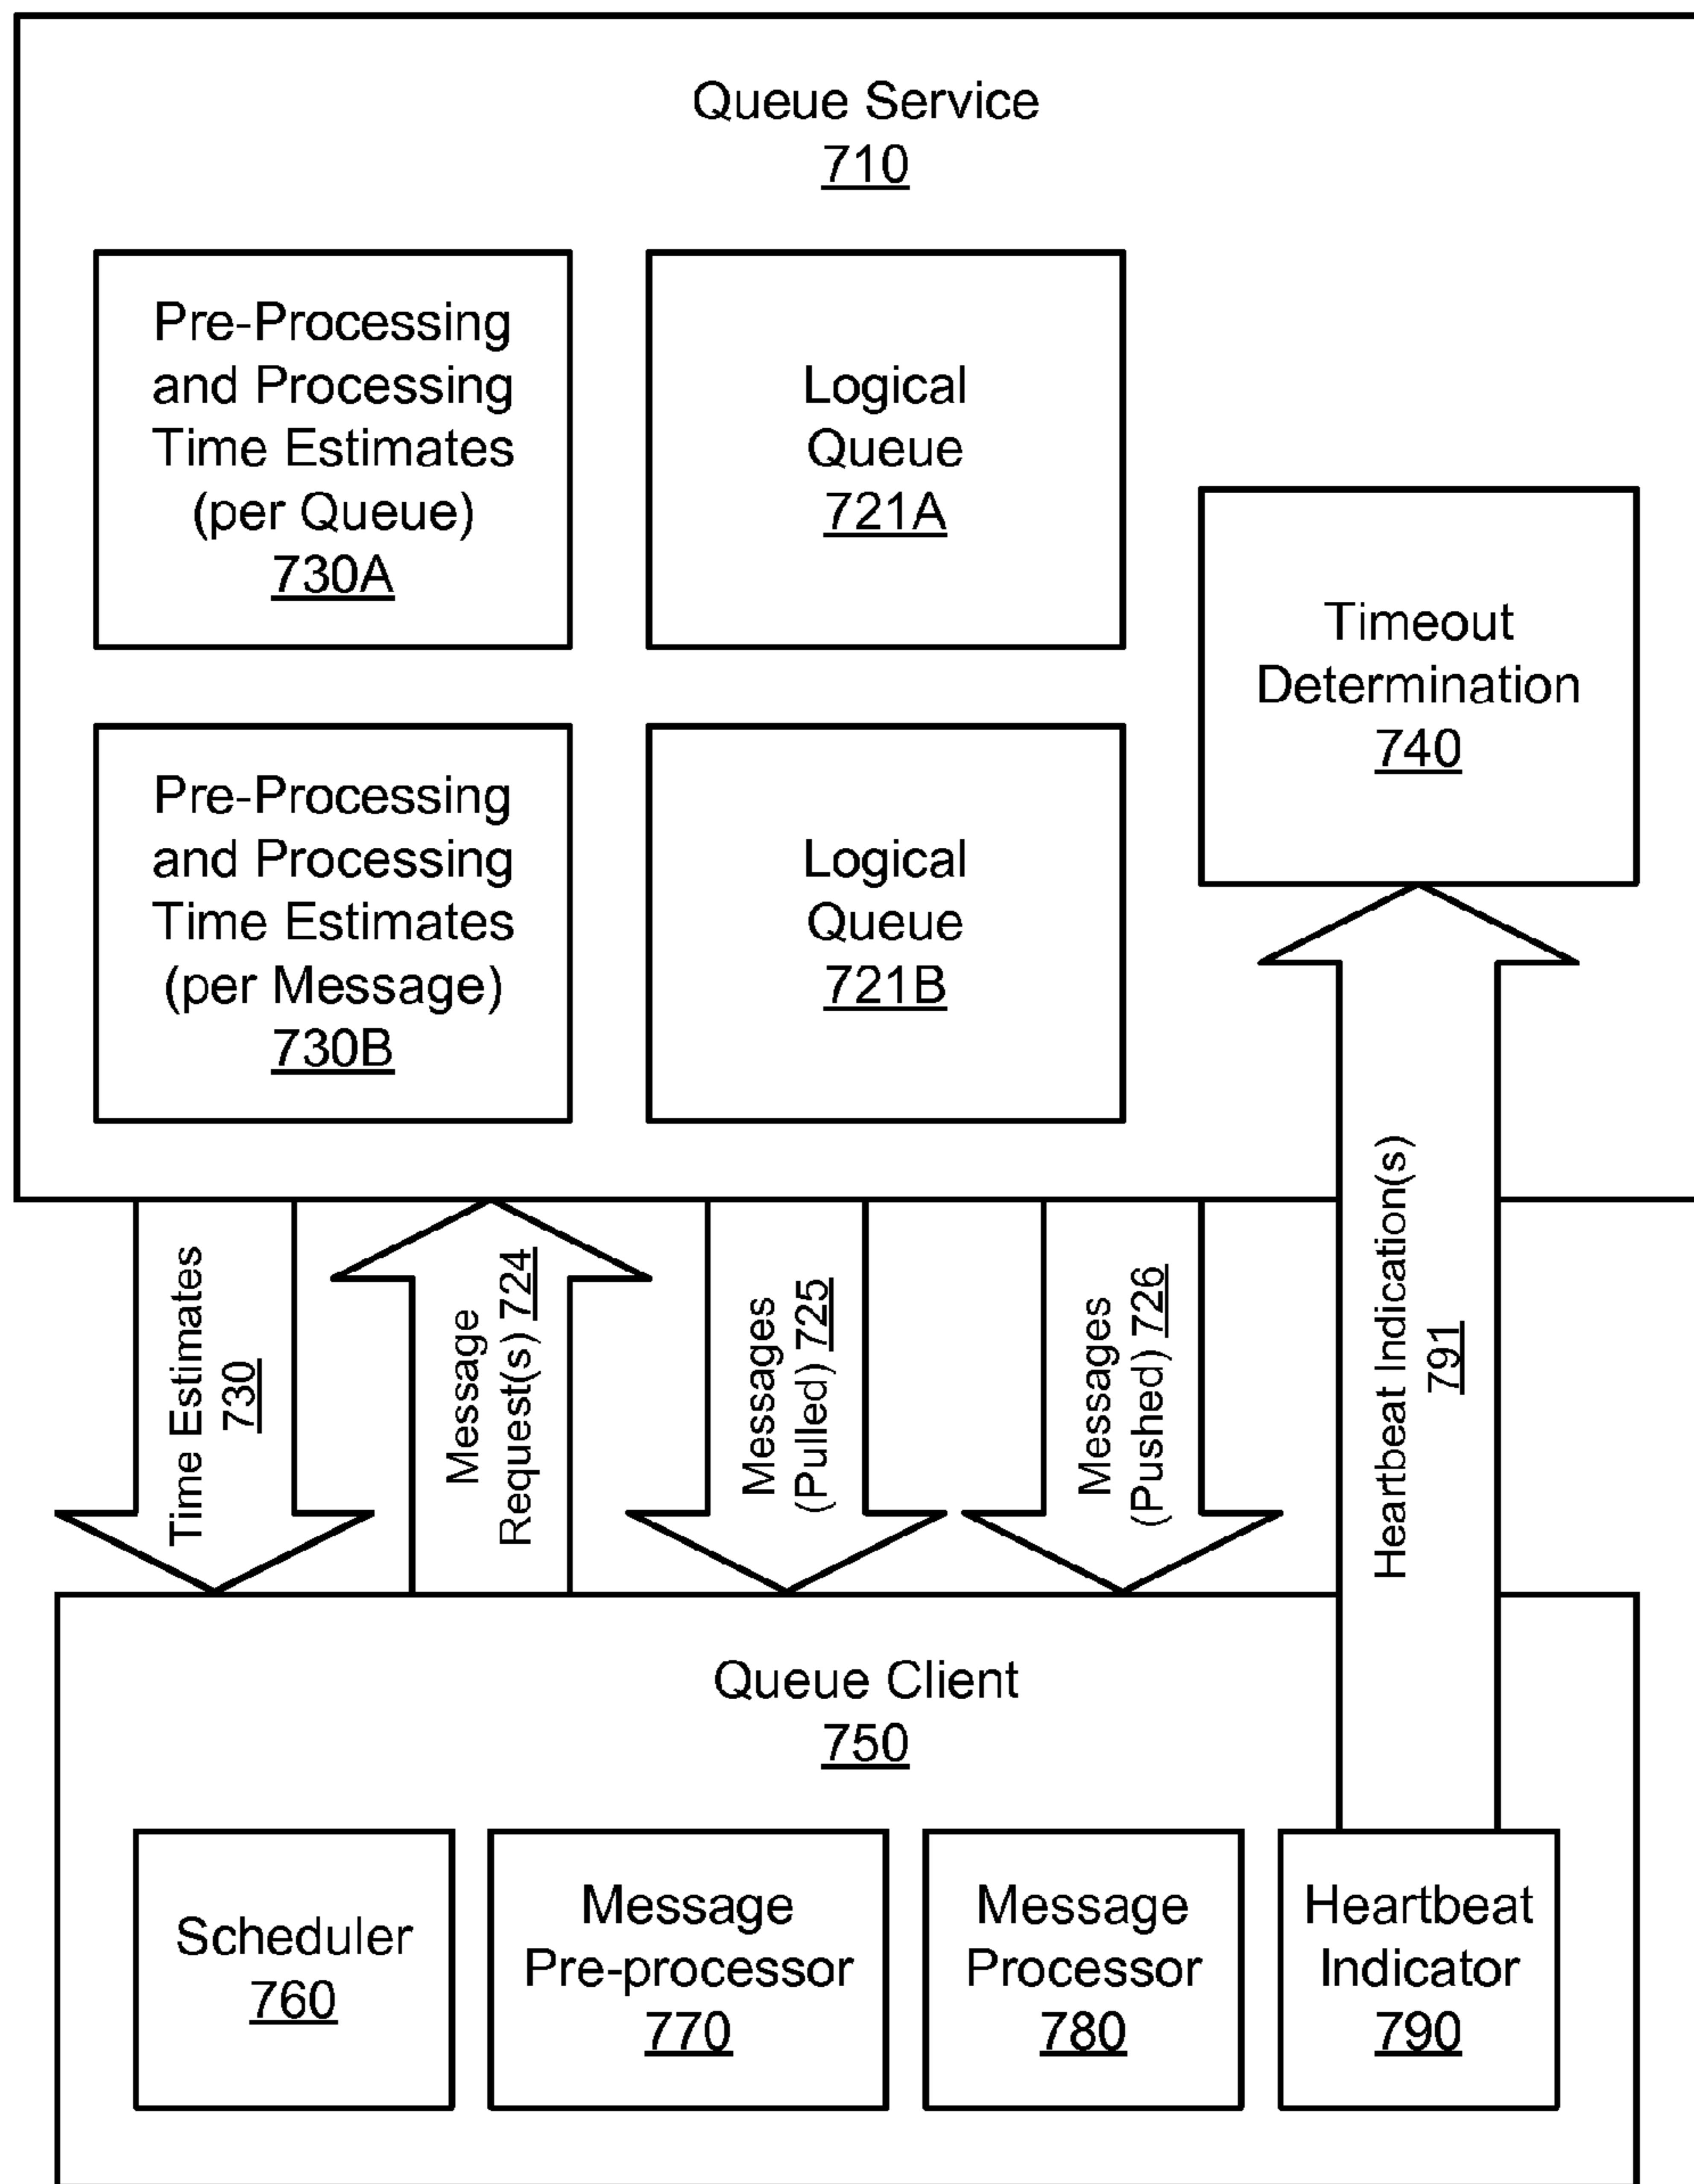 Queue Service
710
Pre-Processing
and Processing
Time Estimates
(per Queue)
730A
Logical
Queue
721A
Timeout
Determination
740
Pre-Processing
and Processing
Time Estimates
(per Message)
730B
Logical
Queue
721B
Time Estimates
730
Message
Request(s) 724
Messages
(Pulled) 725
Messages
(Pushed) 726
Heartbeat Indication(s)
791
Queue Client
750
Scheduler
760
Message
Pre-processor
770
Message
Processor
780
Heartbeat
Indicator
790